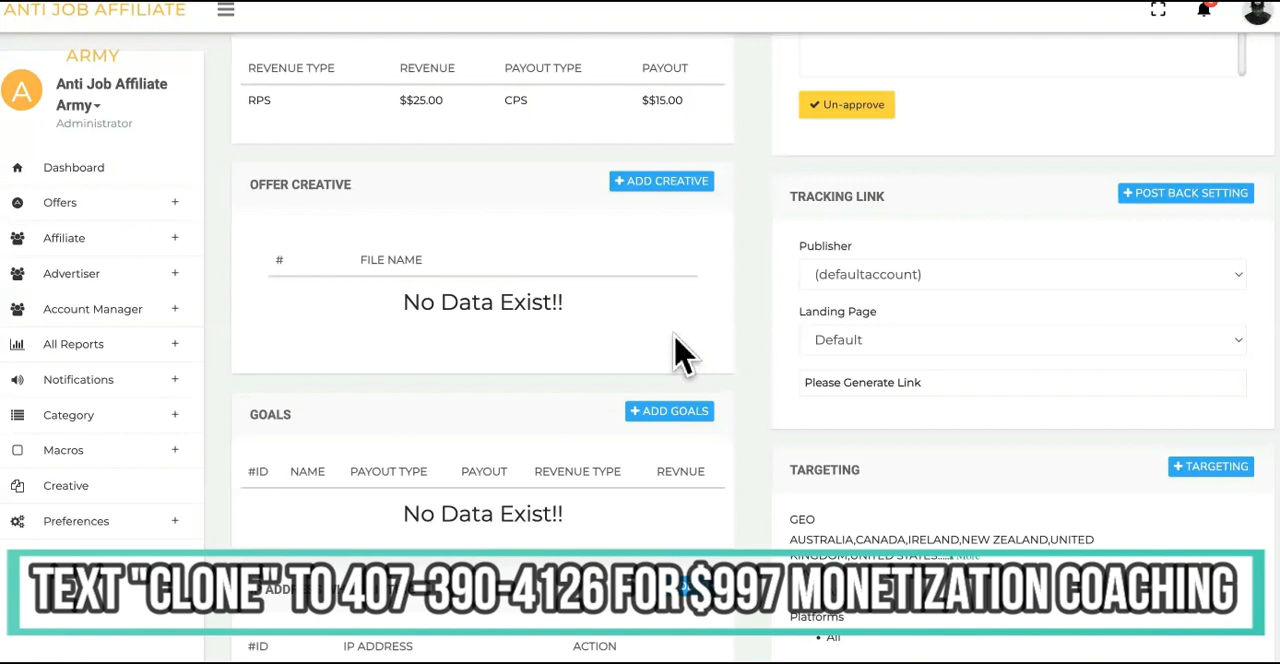 ANTI JOB AFFILIATE
ARMY
A
Anti Job Affiliate
Army
Administrator
Dashboard
Offers +
Affiliate +
Advertiser +
Account Manager +
All Reports +
Notifications +
Category +
Macros +
Creative
Preferences +
REVENUE TYPE REVENUE PAYOUT TYPE PAYOUT
RPS $$25.00 CPS $$15.00
OFFER CREATIVE
+ ADD CREATIVE
# FILE NAME
No Data Exist!!
GOALS
+ ADD GOALS
#ID NAME PAYOUT TYPE PAYOUT REVENUE TYPE REVNUE
No Data Exist!!
#ID IP ADDRESS ACTION
Un-approve
TRACKING LINK
+ POST BACK SETTING
Publisher
(defaultaccount)
Landing Page
Default
Please Generate Link
TARGETING
+ TARGETING
GEO
AUSTRALIA,CANADA,IRELAND,NEW ZEALAND,UNITED
KINGDOM,UNITED STATES..... More
Platforms
• All
TEXT "CLONE" TO 407-390-4126 FOR $997 MONETIZATION COACHING